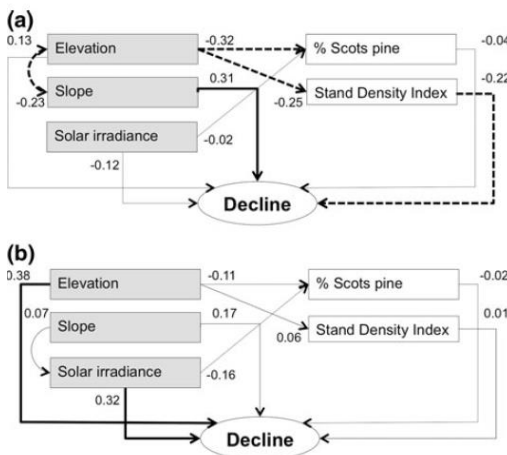 (a)
0.13 Elevation -0.32 % Scots pine -0.04
-0.23 Slope 0.31 -0.25 Stand Density Index -0.22
Solar irradiance -0.02
-0.12
Decline
(b)
0.38 Elevation -0.11 % Scots pine -0.02
0.07 Slope 0.17 0.06 Stand Density Index 0.01
Solar irradiance -0.16
0.32
Decline